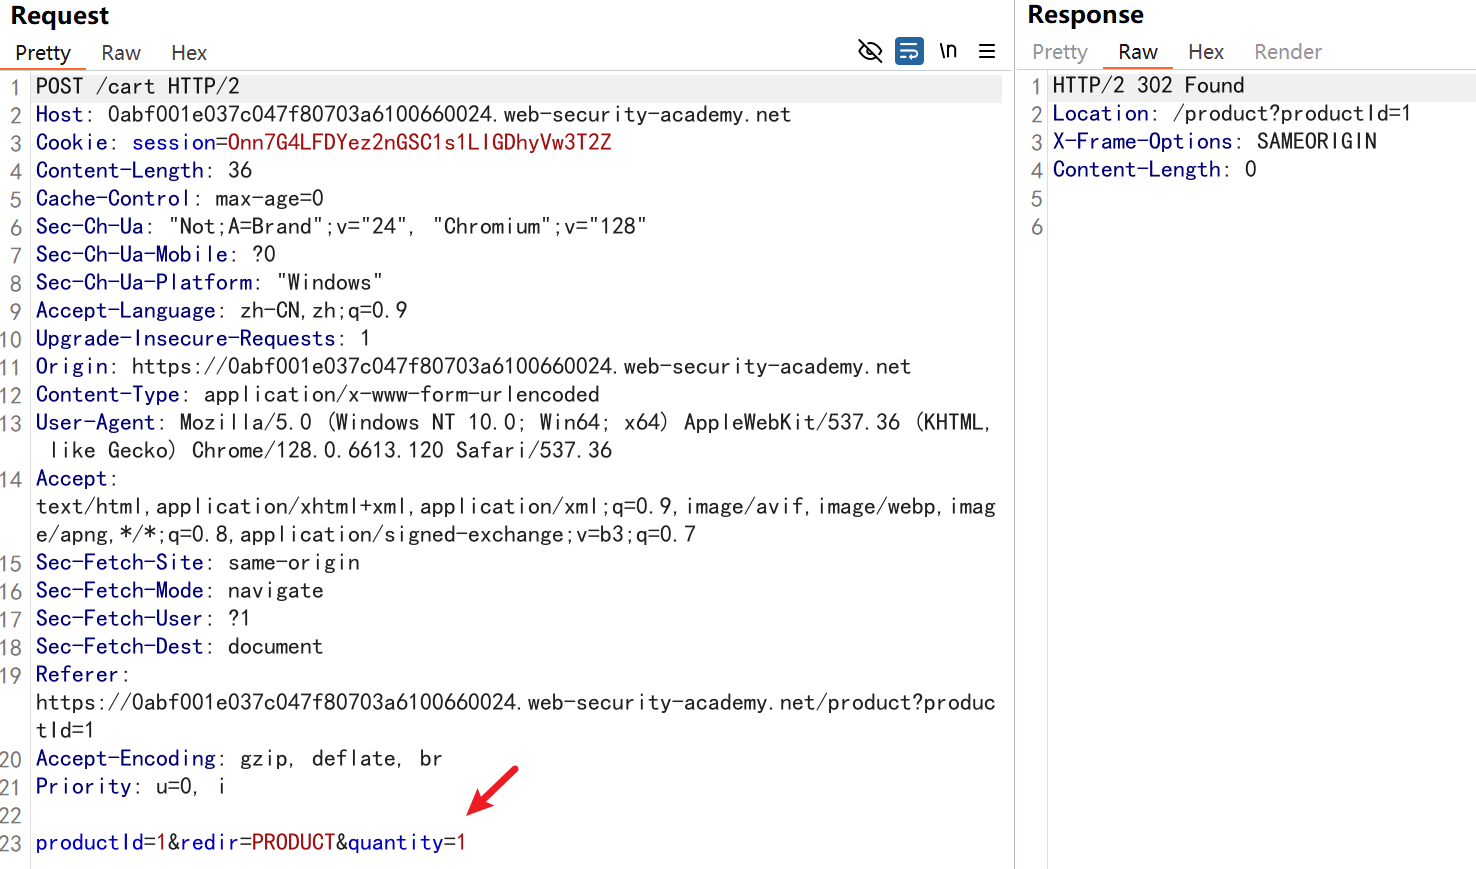 Request
Pretty Raw Hex
\n
1 POST /cart HTTP/2
2 Host: 0abf001e037c047f80703a6100660024.web-security-academy.net
3 Cookie: session=Onn7G4LFDYez2nGSC1s1LIGDhyVw3T2Z
4 Content-Length: 36
5 Cache-Control: max-age=0
6 Sec-Ch-Ua: "Not;A=Brand";v="24", "Chromium";v="128"
7 Sec-Ch-Ua-Mobile: ?0
8 Sec-Ch-Ua-Platform: "Windows"
9 Accept-Language: zh-CN,zh;q=0.9
10 Upgrade-Insecure-Requests: 1
11 Origin: https://0abf001e037c047f80703a6100660024.web-security-academy.net
12 Content-Type: application/x-www-form-urlencoded
13 User-Agent: Mozilla/5.0 (Windows NT 10.0; Win64; x64) AppleWebKit/537.36 (KHTML,
like Gecko) Chrome/128.0.6613.120 Safari/537.36
14 Accept:
text/html,application/xhtml+xml,application/xml;q=0.9,image/avif,image/webp,imag
e/apng,*/*;q=0.8,application/signed-exchange;v=b3;q=0.7
15 Sec-Fetch-Site: same-origin
16 Sec-Fetch-Mode: navigate
17 Sec-Fetch-User: ?1
18 Sec-Fetch-Dest: document
19 Referer:
https://0abf001e037c047f80703a6100660024.web-security-academy.net/product?produc
tId=1
20 Accept-Encoding: gzip, deflate, br
21 Priority: u=0, i
22
23 productId=1&redir=PRODUCT&quantity=1
Response
Pretty Raw Hex Render
1 HTTP/2 302 Found
2 Location: /product?productId=1
3 X-Frame-Options: SAMEORIGIN
4 Content-Length: 0
5
6